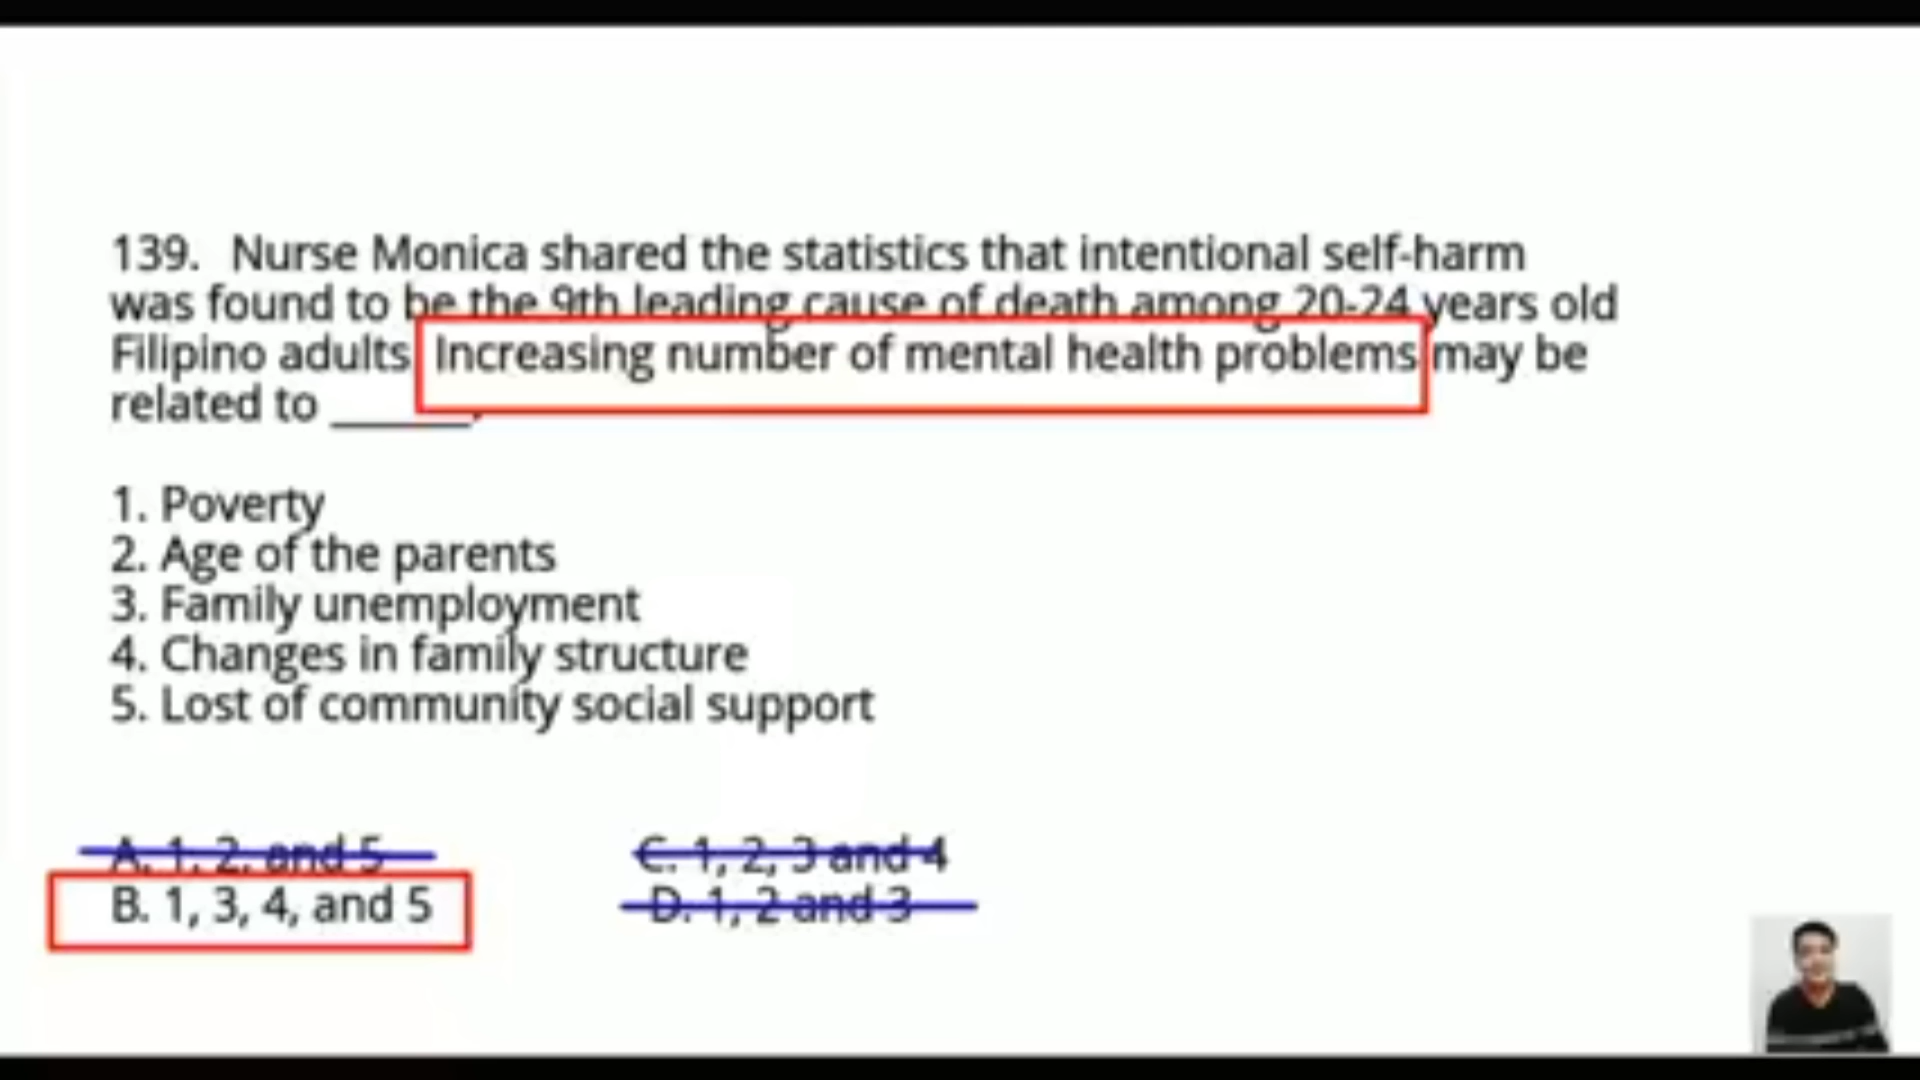 139. Nurse Monica shared the statistics that intentional self-harm
was found to be the 9th leading cause of death among 20-24 years old
Filipino adults. Increasing number of mental health problems may be
related to ______.
1. Poverty
2. Age of the parents
3. Family unemployment
4. Changes in family structure
5. Lost of community social support
A. 1, 2, and 5
C. 1, 2, 3 and 4
B. 1, 3, 4, and 5
D. 1, 2 and 3